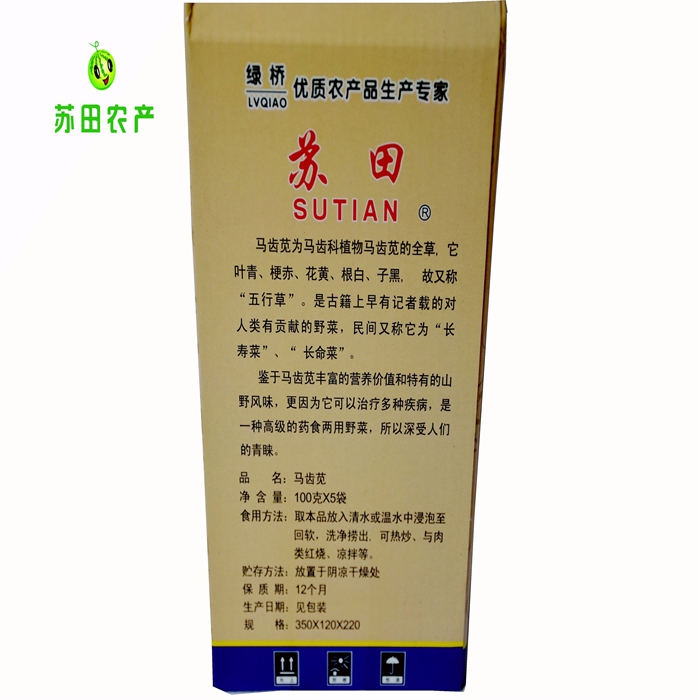 苏田农产
绿桥
LVQIAO
优质农产品生产专家
苏田
SUTIAN ®
马齿苋为马齿科植物马齿苋的全草，它
叶青、梗赤、花黄、根白、子黑， 故又称
“五行草”。是古籍上早有记者载的对
人类有贡献的野菜，民间又称它为“长
寿菜”、“ 长命菜”。
鉴于马齿苋丰富的营养价值和特有的山
野风味，更因为它可以治疗多种疾病，是
一种高级的药食两用野菜，所以深受人们
的青睐。
品 名：马齿苋
净 含 量：100克X5袋
食用方法：取本品放入清水或温水中浸泡至
回软，洗净捞出，可热炒、与肉
类红烧、凉拌等。
贮存方法：放置于阴凉干燥处
保 质 期：12个月
生产日期：见包装
规 格：350X120X220